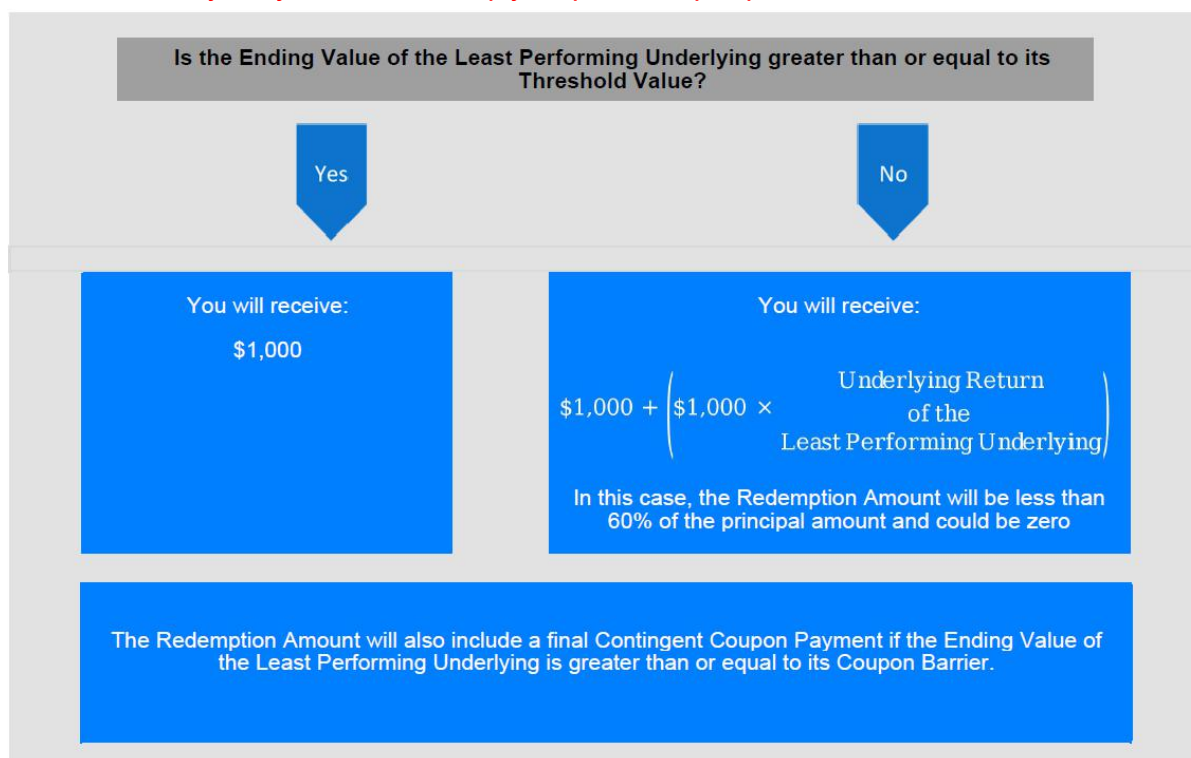 Is the Ending Value of the Least Performing Underlying greater than or equal to its
Threshold Value?
Yes
No
You will receive:
$1,000
You will receive:
$1,000 + ($1,000 × Underlying Return
of the
Least Performing Underlying)
In this case, the Redemption Amount will be less than
60% of the principal amount and could be zero
The Redemption Amount will also include a final Contingent Coupon Payment if the Ending Value of
the Least Performing Underlying is greater than or equal to its Coupon Barrier.